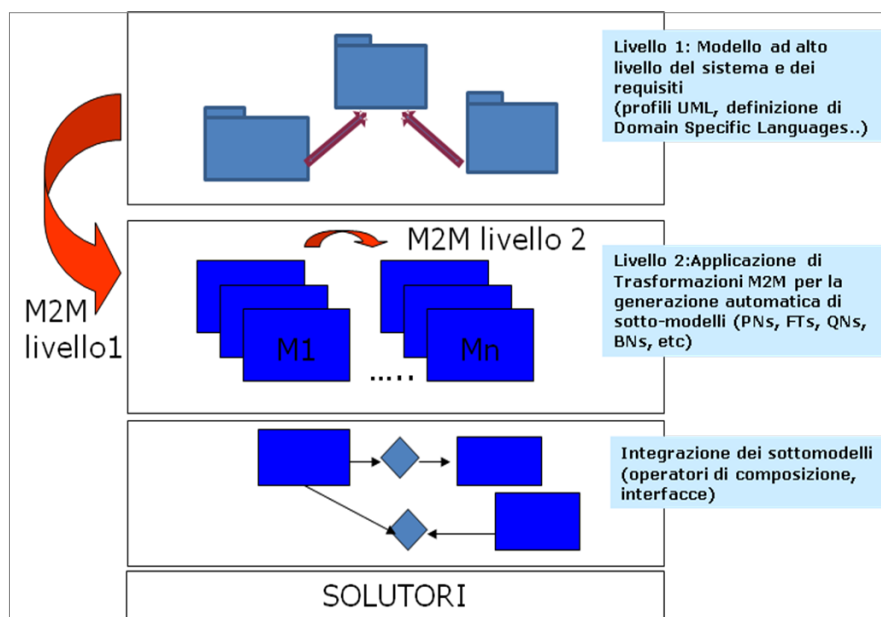 Livello 1: Modello ad alto
livello del sistema e dei
requisiti
(profili UML, definizione di
Domain Specific Languages..)
M2M livello 2
M2M
livello1
M1
.....
Mn
Livello 2:Applicazione di
Trasformazioni M2M per la
generazione automatica di
sotto-modelli (PNs, FTs, QNs,
BNs, etc)
Integrazione dei sottomodelli
(operatori di composizione,
interfacce)
SOLUTORI